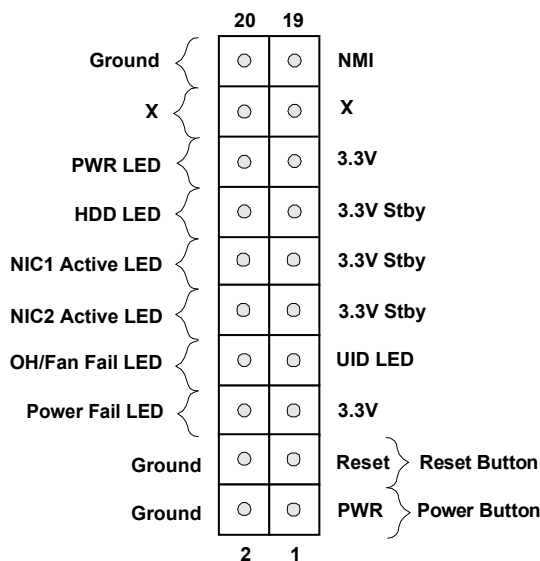 20 19
Ground NMI
X X
PWR LED 3.3V
HDD LED 3.3V Stby
NIC1 Active LED 3.3V Stby
NIC2 Active LED 3.3V Stby
OH/Fan Fail LED UID LED
Power Fail LED 3.3V
Ground Reset Reset Button
Ground PWR Power Button
2 1